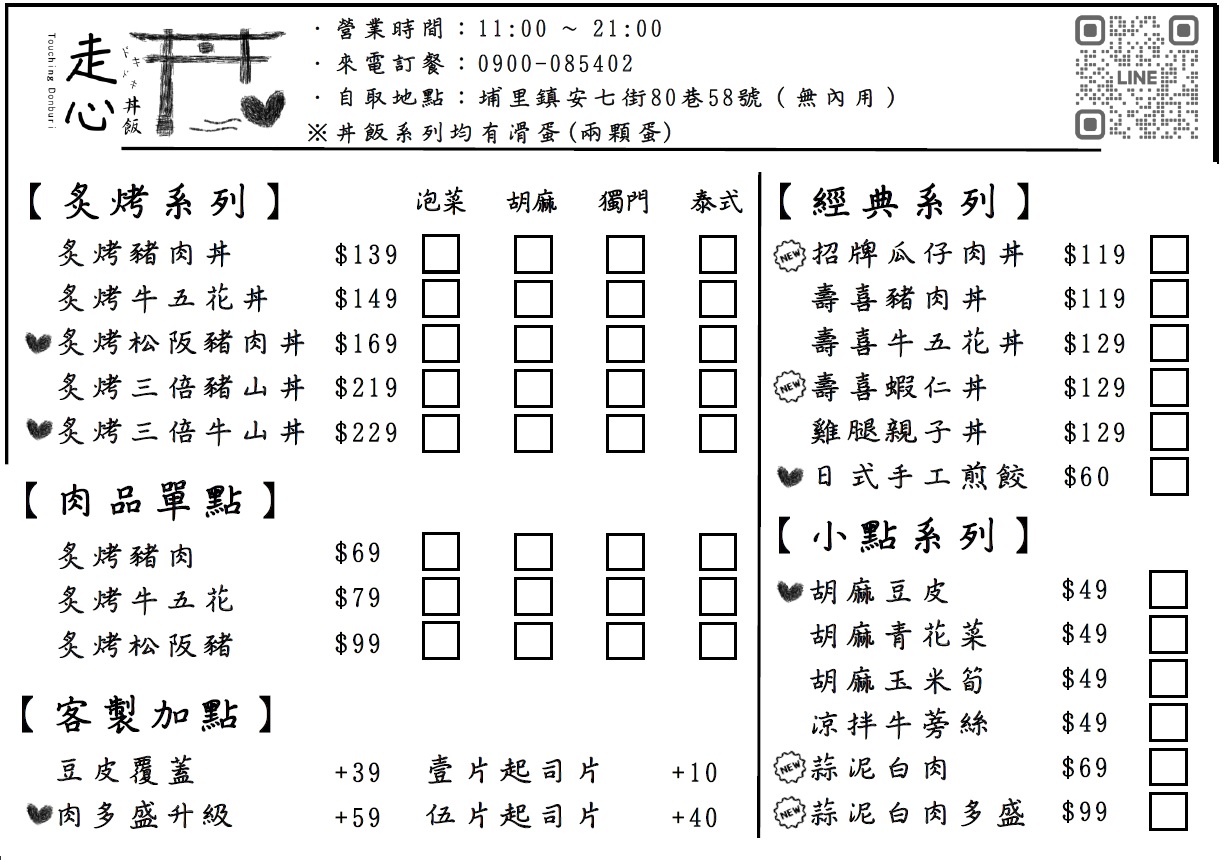 走心
ドキドキ
丼飯
Touching Donburi
· 營業時間：11:00 ~ 21:00
· 來電訂餐：0900-085402
· 自取地點：埔里鎮安七街80巷58號（無內用）
※丼飯系列均有滑蛋(兩顆蛋)
LINE
【炙烤系列】 泡菜 胡麻 獨門 泰式
炙烤豬肉丼 $139
炙烤牛五花丼 $149
炙烤松阪豬肉丼 $169
炙烤三倍豬山丼 $219
炙烤三倍牛山丼 $229
【肉品單點】
炙烤豬肉 $69
炙烤牛五花 $79
炙烤松阪豬 $99
【客製加點】
豆皮覆蓋 +39 壹片起司片 +10
肉多盛升級 +59 伍片起司片 +40
【經典系列】
NEW 招牌瓜仔肉丼 $119
壽喜豬肉丼 $119
壽喜牛五花丼 $129
NEW 壽喜蝦仁丼 $129
雞腿親子丼 $129
日式手工煎餃 $60
【小點系列】
胡麻豆皮 $49
胡麻青花菜 $49
胡麻玉米筍 $49
涼拌牛蒡絲 $49
NEW 蒜泥白肉 $69
NEW 蒜泥白肉多盛 $99